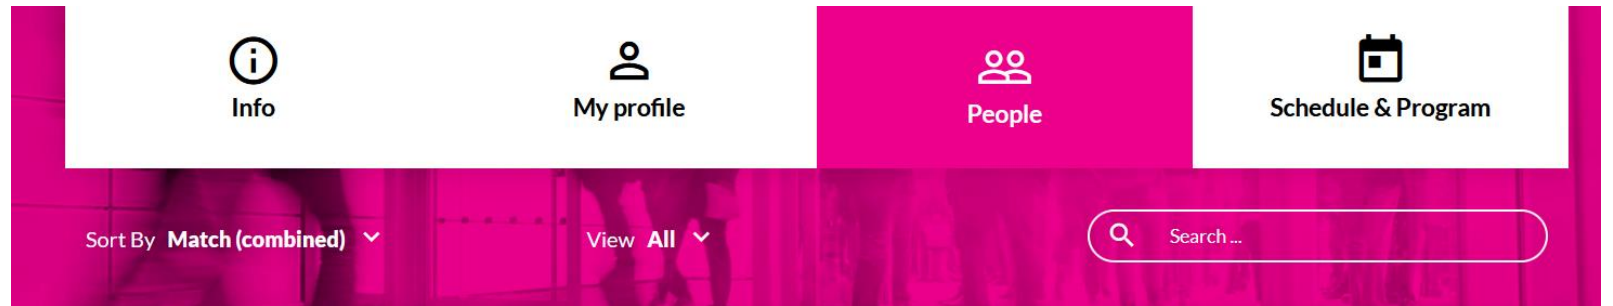 Info
My profile
People
Schedule & Program
Sort By Match (combined)
View All
Search ...